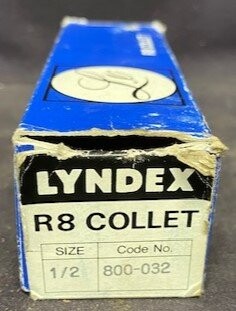 LYNDEX
R8 COLLET
SIZE Code No.
1/2 800-032